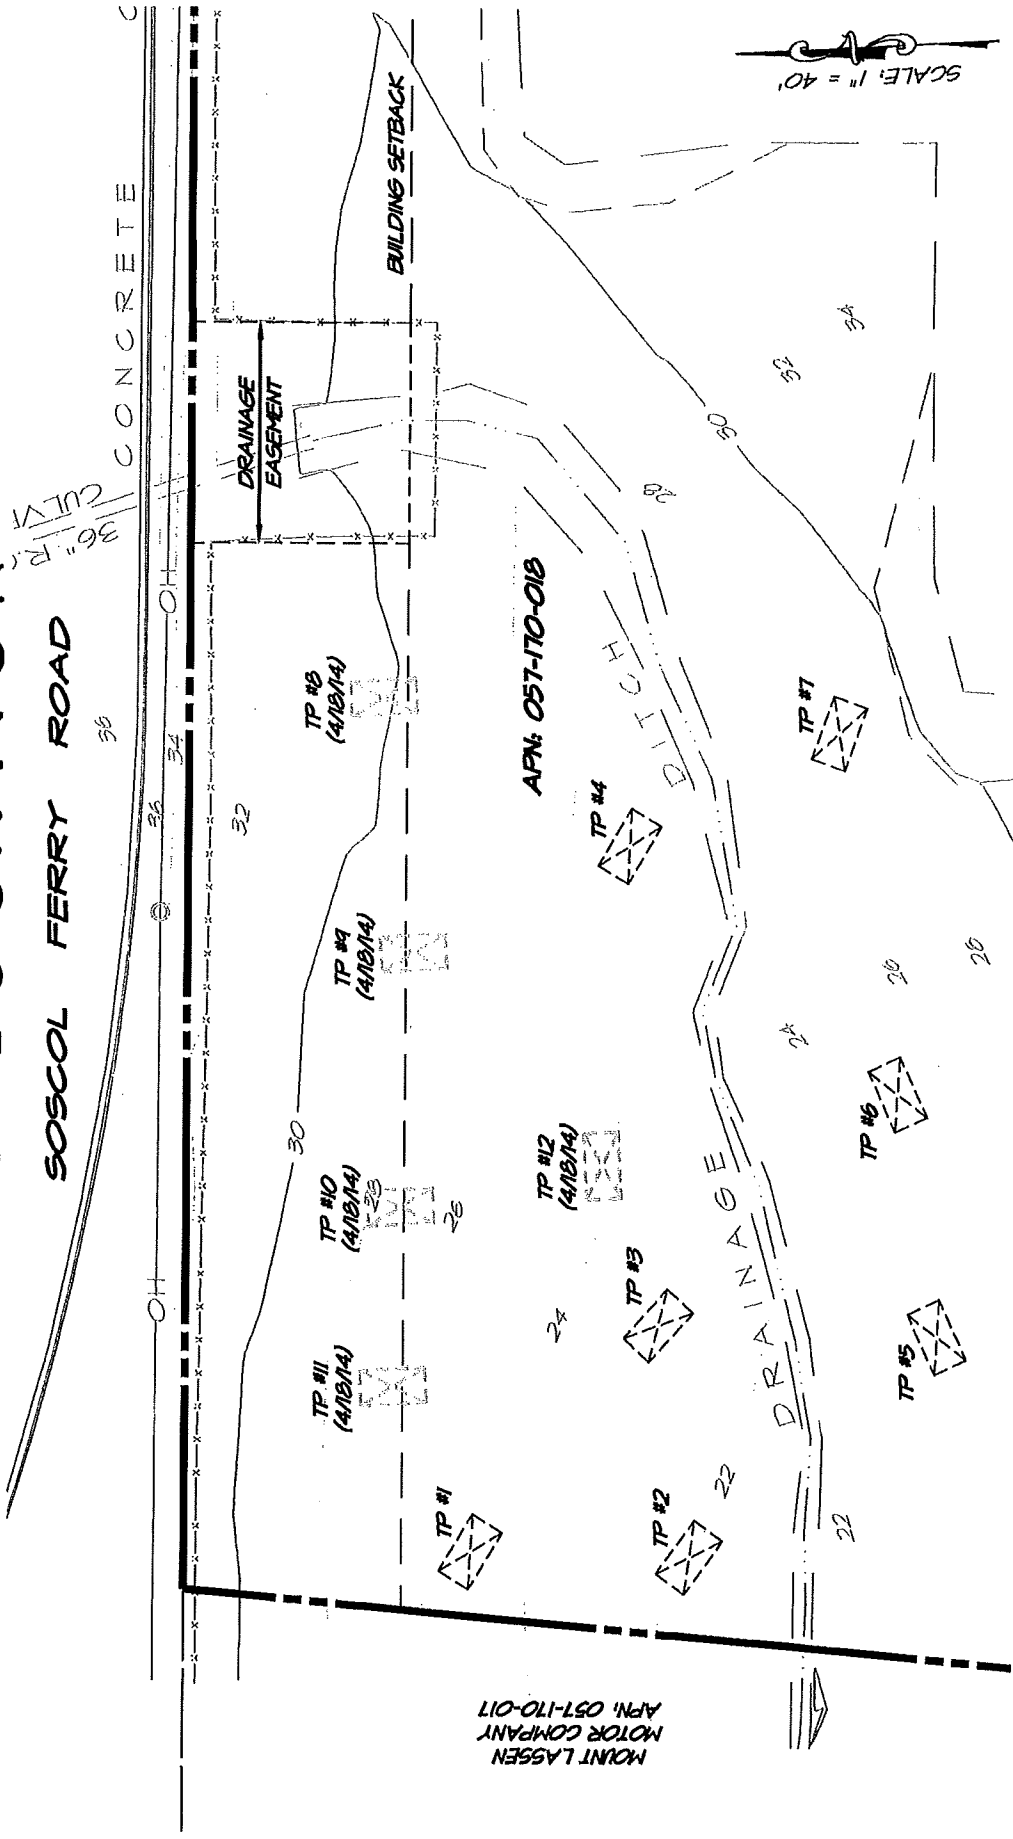 SOSCOL FERRY ROAD
CONCRETE
36" R.
CULV
OH
OH
38
36
34
32
30
DRAINAGE
EASEMENT
BUILDING SETBACK
SCALE: 1" = 40'
APN: 057-170-018
TP #8
(4/18/14)
TP #9
(4/18/14)
TP #10
(4/18/14)
28
26
TP #11
(4/18/14)
TP #12
(4/18/14)
24
TP #1
TP #2
22
TP #3
TP #4
DRAINAGE DITCH
22
TP #5
TP #6
TP #7
24
26
28
28
30
32
34
MOUNT LASSEN
MOTOR COMPANY
APN: 057-170-017